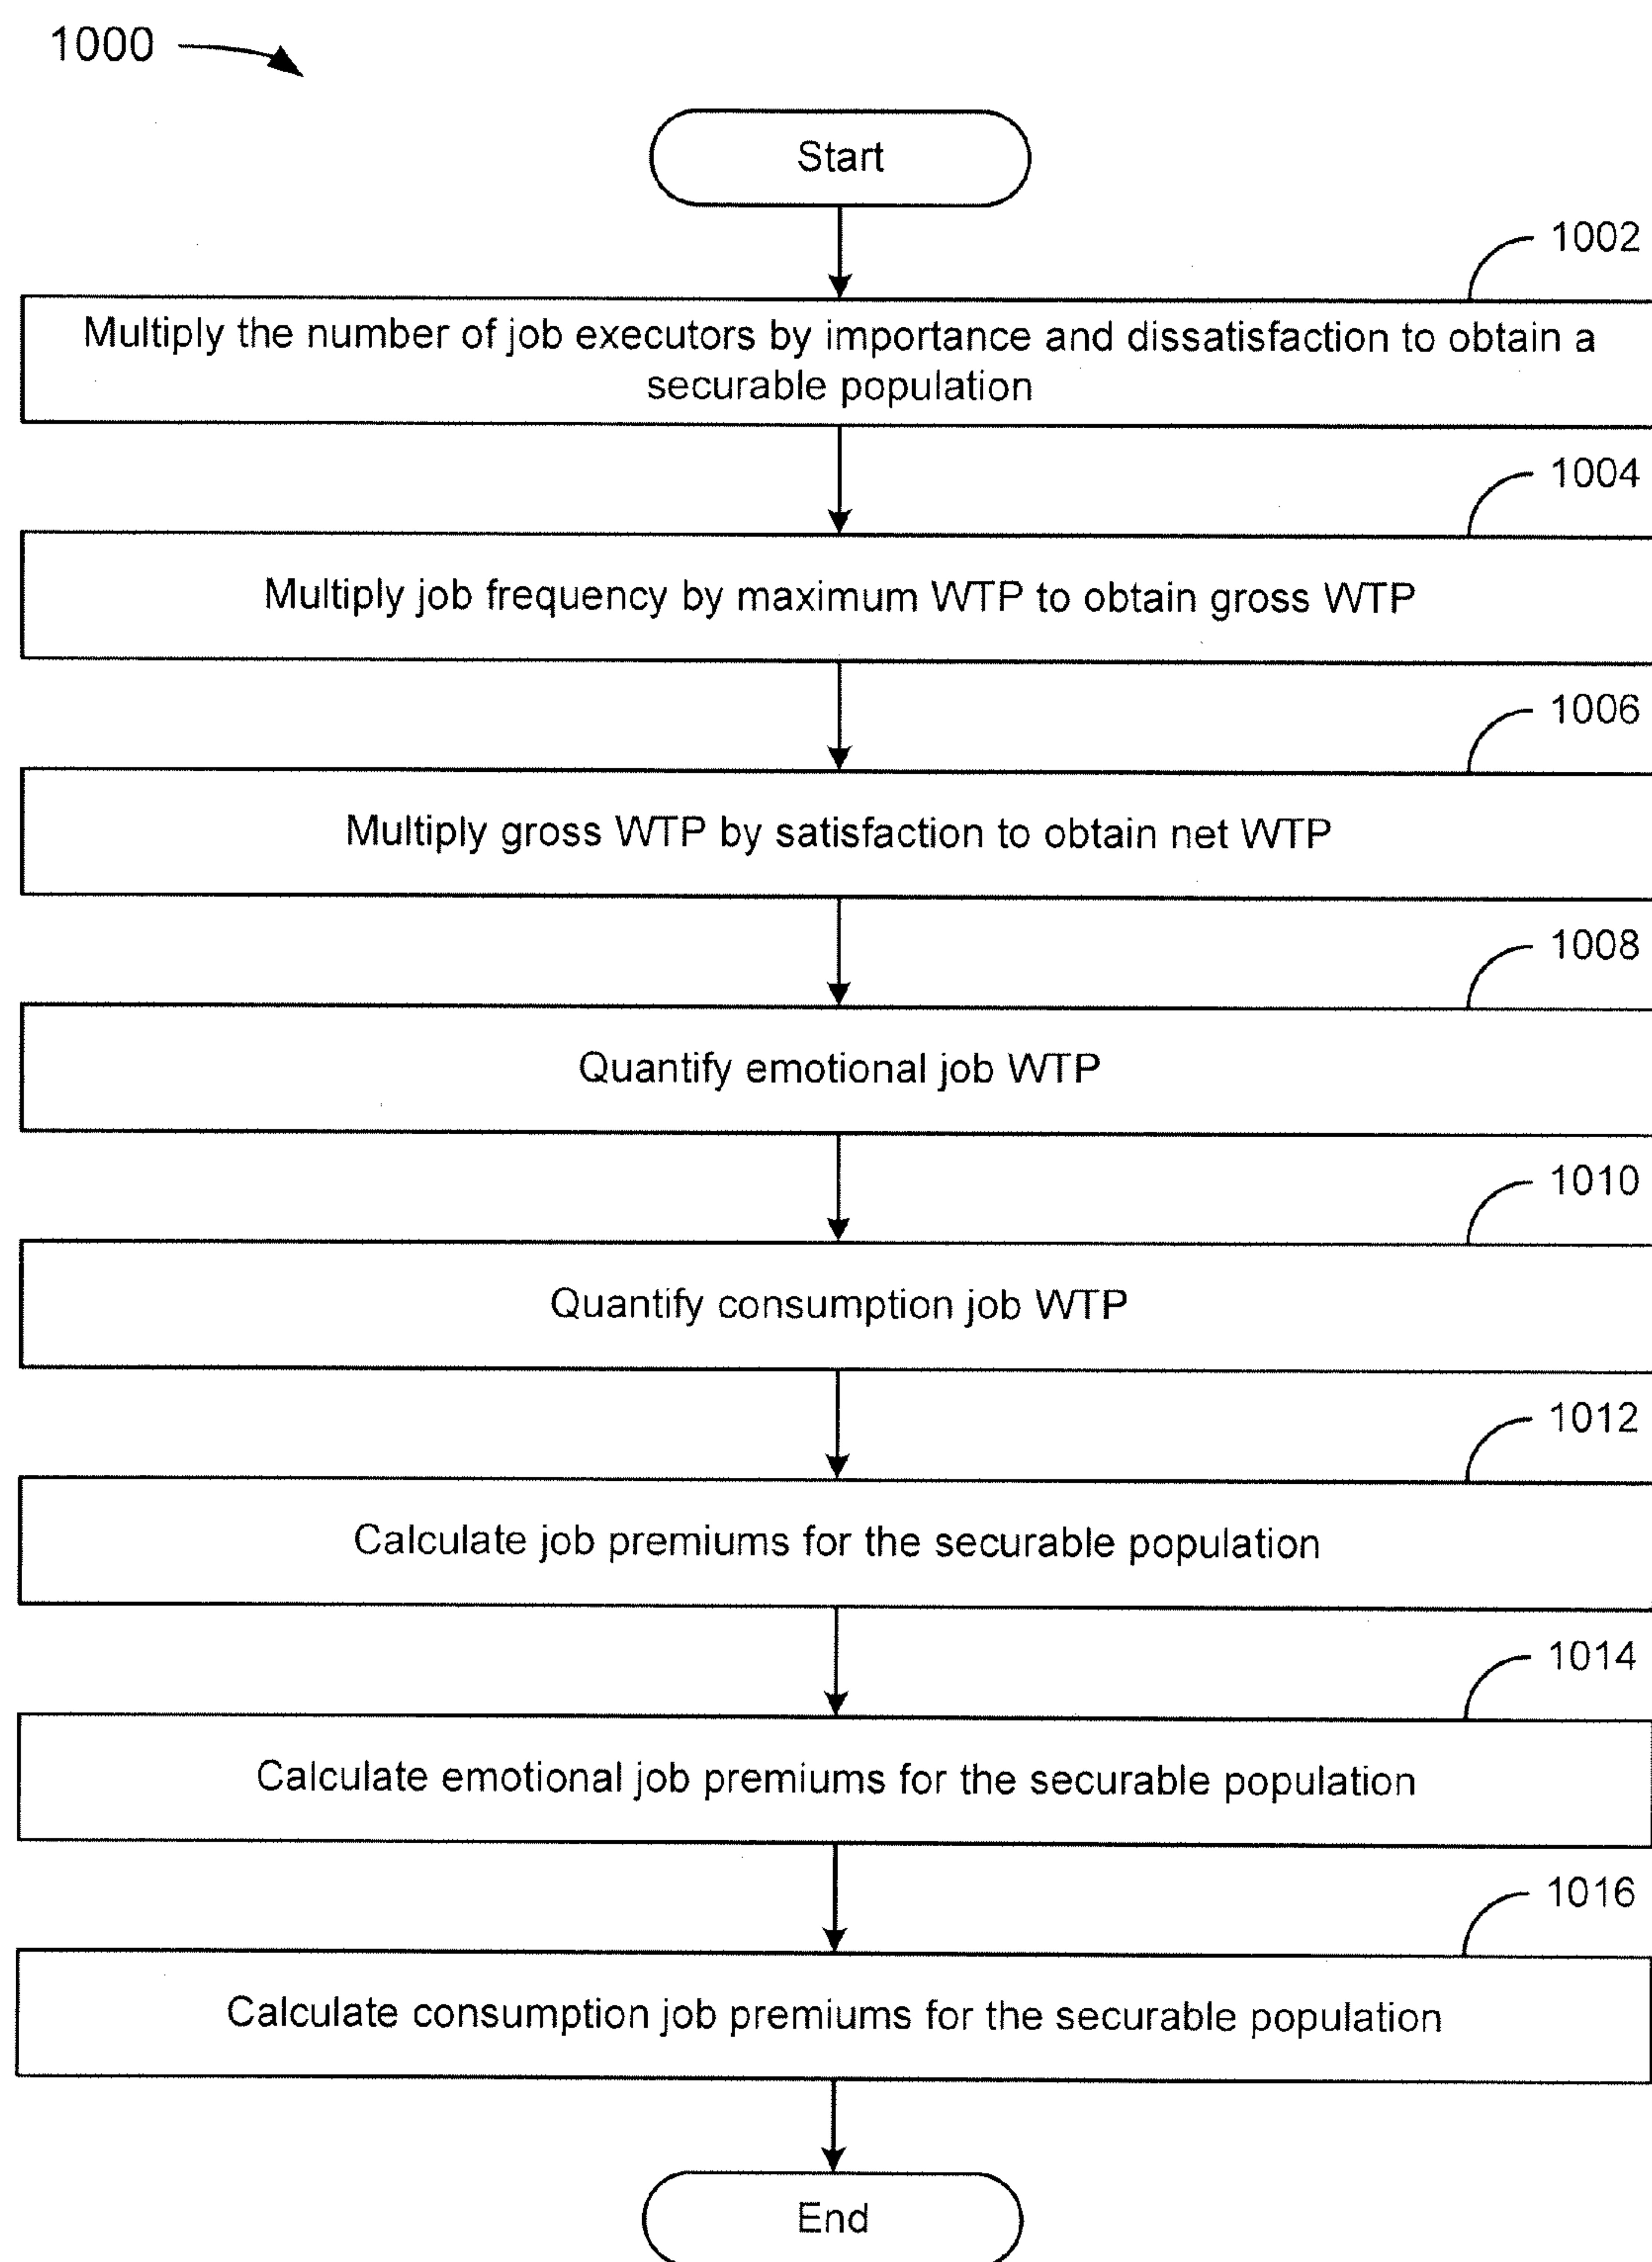 1000
Start
1002
Multiply the number of job executors by importance and dissatisfaction to obtain a
securable population
1004
Multiply job frequency by maximum WTP to obtain gross WTP
1006
Multiply gross WTP by satisfaction to obtain net WTP
1008
Quantify emotional job WTP
1010
Quantify consumption job WTP
1012
Calculate job premiums for the securable population
1014
Calculate emotional job premiums for the securable population
1016
Calculate consumption job premiums for the securable population
End